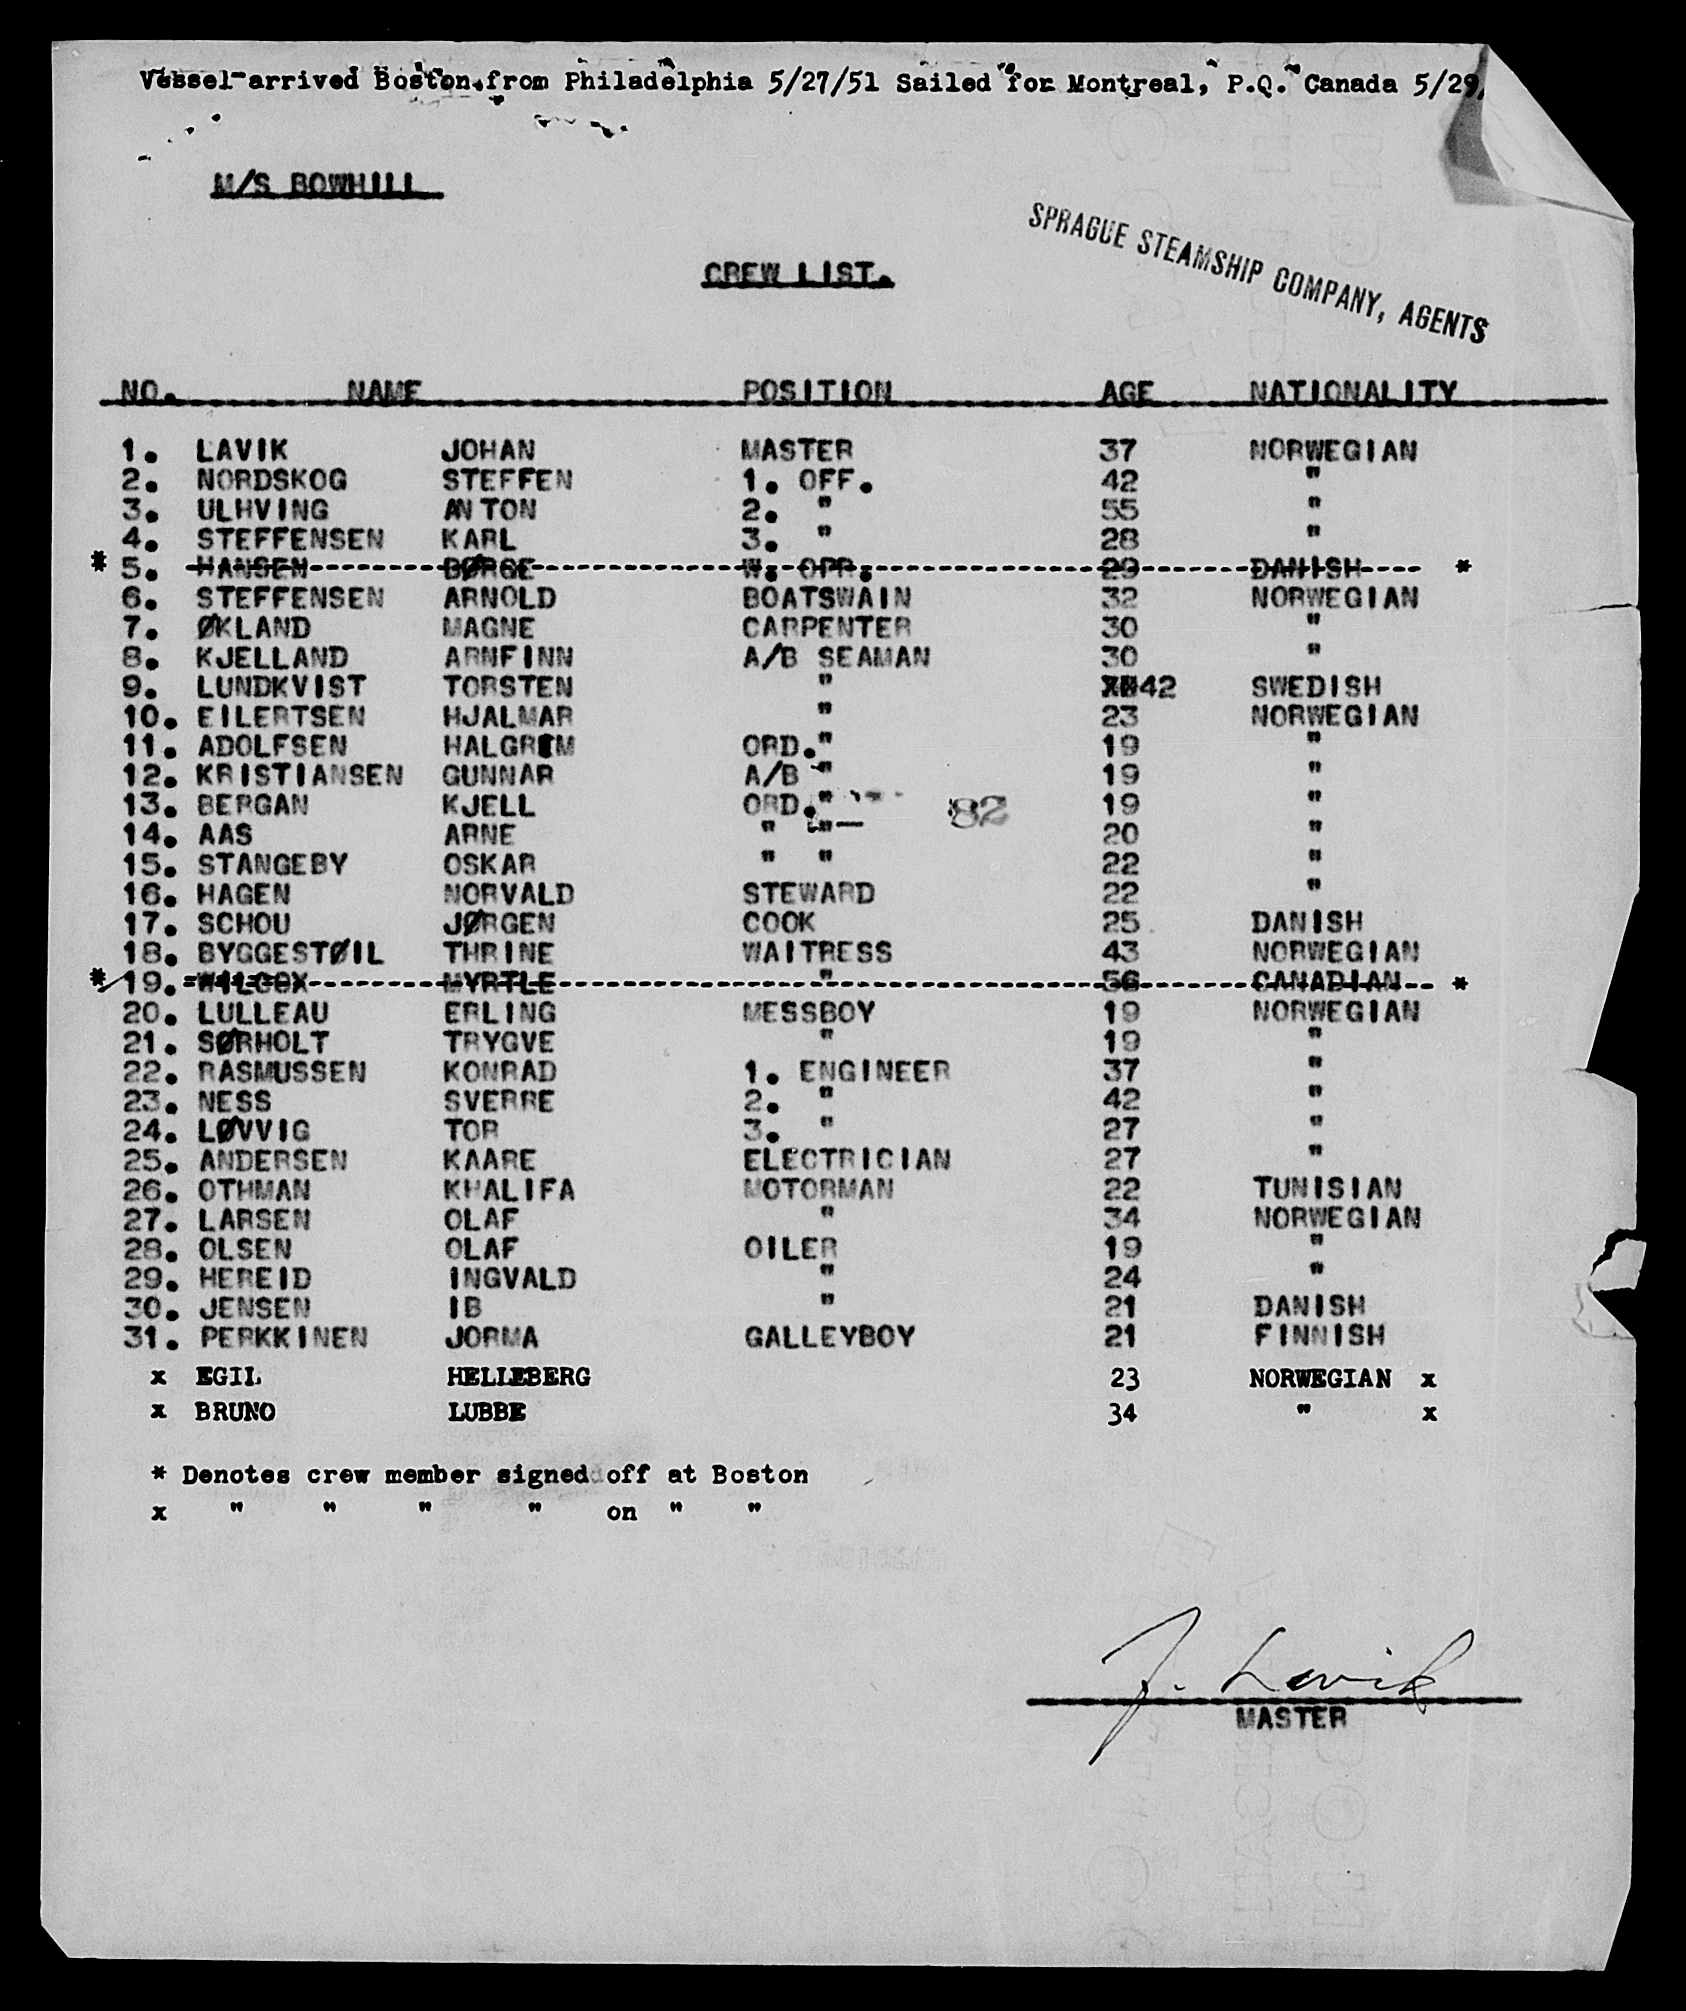 Vessel arrived Boston from Philadelphia 5/27/51 Sailed for Montreal, P.Q. Canada 5/29
M/S BOWHILL
SPRAGUE STEAMSHIP COMPANY, AGENTS
CREW LIST.
NO. NAME POSITION AGE NATIONALITY
1. LAVIK JOHAN MASTER 37 NORWEGIAN
2. NORDSKOG STEFFEN 1. OFF. 42 "
3. ULHVING ANTON 2. " 55 "
4. STEFFENSEN KARL 3. " 28 "
* 5. HANSEN BØRGE W. OPR. 29 DANISH *
6. STEFFENSEN ARNOLD BOATSWAIN 32 NORWEGIAN
7. ØKLAND MAGNE CARPENTER 30 "
8. KJELLAND ARNFINN A/B SEAMAN 30 "
9. LUNDKVIST TORSTEN " 42 SWEDISH
10. EILERTSEN HJALMAR " 23 NORWEGIAN
11. ADOLFSEN HALGRIM ORD. " 19 "
12. KRISTIANSEN GUNNAR A/B " 19 "
13. BERGAN KJELL ORD. " 82 19 "
14. AAS ARNE " " 20 "
15. STANGEBY OSKAR " " 22 "
16. HAGEN NORVALD STEWARD 22 "
17. SCHOU JØRGEN COOK 25 DANISH
18. BYGGESTØIL THRINE WAITRESS 43 NORWEGIAN
* 19. WILCOX MYRTLE " 56 CANADIAN *
20. LULLEAU ERLING MESSBOY 19 NORWEGIAN
21. SØRHOLT TRYGVE " 19 "
22. RASMUSSEN KONRAD 1. ENGINEER 37 "
23. NESS SVERRE 2. " 42 "
24. LØVVIG TOR 3. " 27 "
25. ANDERSEN KAARE ELECTRICIAN 27 "
26. OTHMAN KHALIFA MOTORMAN 22 TUNISIAN
27. LARSEN OLAF " 34 NORWEGIAN
28. OLSEN OLAF OILER 19 "
29. HEREID INGVALD " 24 "
30. JENSEN IB " 21 DANISH
31. PERKKINEN JORMA GALLEYBOY 21 FINNISH
x EGIL HELLEBERG 23 NORWEGIAN x
x BRUNO LUBBE 34 " x
* Denotes crew member signed off at Boston
x " " " " on " "
J. Lavik
MASTER